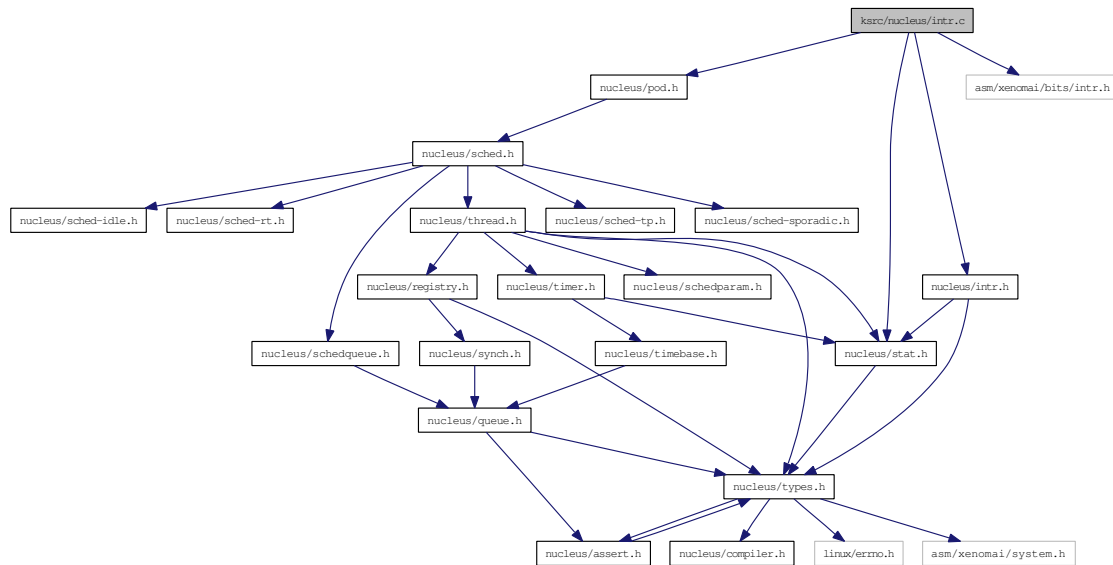 ksrc/nucleus/intr.c
nucleus/pod.h
asm/xenomai/bits/intr.h
nucleus/sched.h
nucleus/sched-idle.h
nucleus/sched-rt.h
nucleus/thread.h
nucleus/sched-tp.h
nucleus/sched-sporadic.h
nucleus/registry.h
nucleus/timer.h
nucleus/schedparam.h
nucleus/intr.h
nucleus/schedqueue.h
nucleus/synch.h
nucleus/timebase.h
nucleus/stat.h
nucleus/queue.h
nucleus/types.h
nucleus/assert.h
nucleus/compiler.h
linux/errno.h
asm/xenomai/system.h